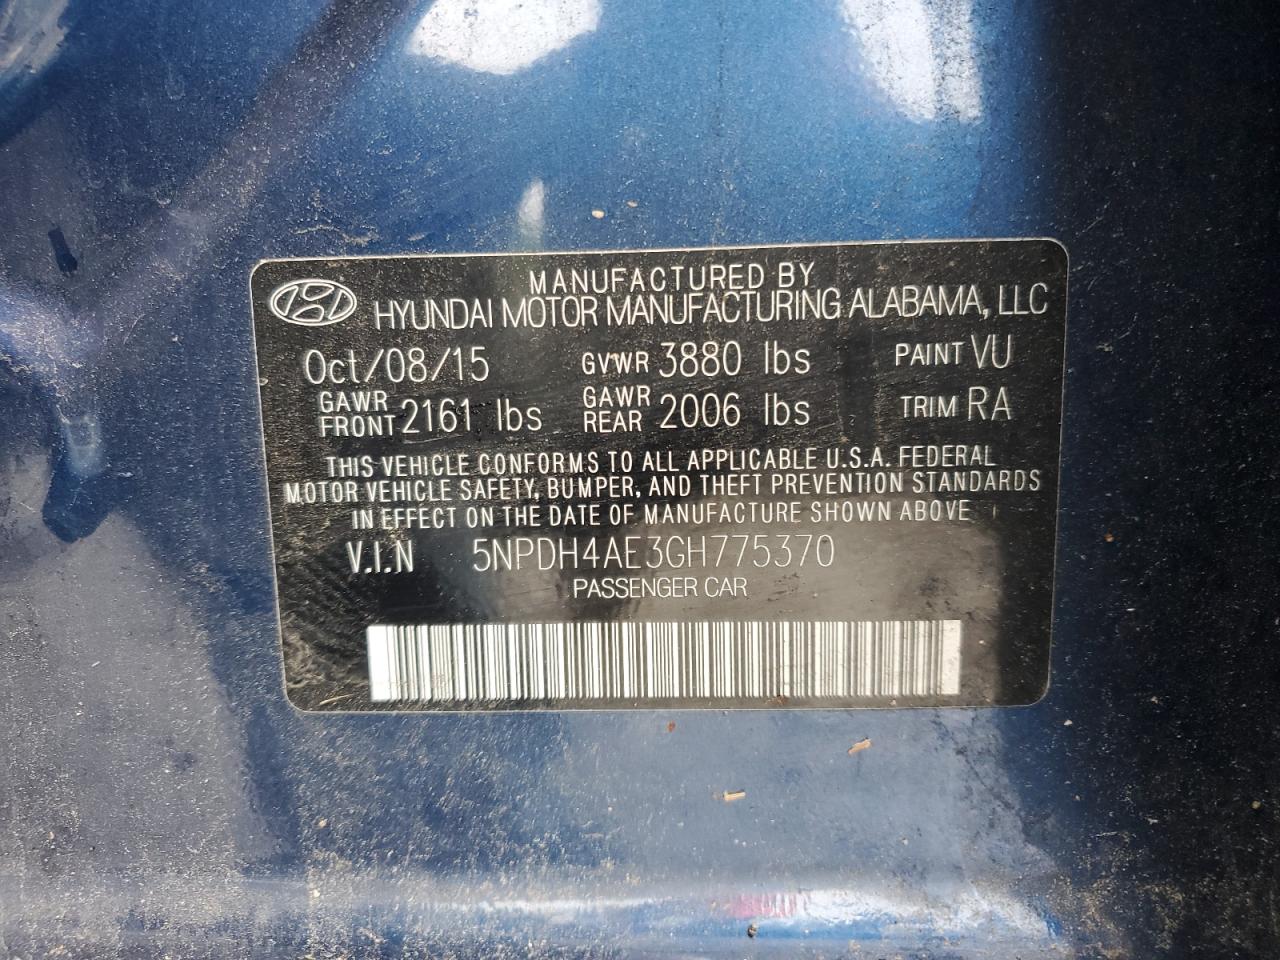 MANUFACTURED BY
HYUNDAI MOTOR MANUFACTURING ALABAMA, LLC
Oct/08/15 GVWR 3880 lbs PAINT VU
GAWR FRONT 2161 lbs GAWR REAR 2006 lbs TRIM RA
THIS VEHICLE CONFORMS TO ALL APPLICABLE U.S.A. FEDERAL
MOTOR VEHICLE SAFETY, BUMPER, AND THEFT PREVENTION STANDARDS
IN EFFECT ON THE DATE OF MANUFACTURE SHOWN ABOVE
V.I.N 5NPDH4AE3GH775370
PASSENGER CAR